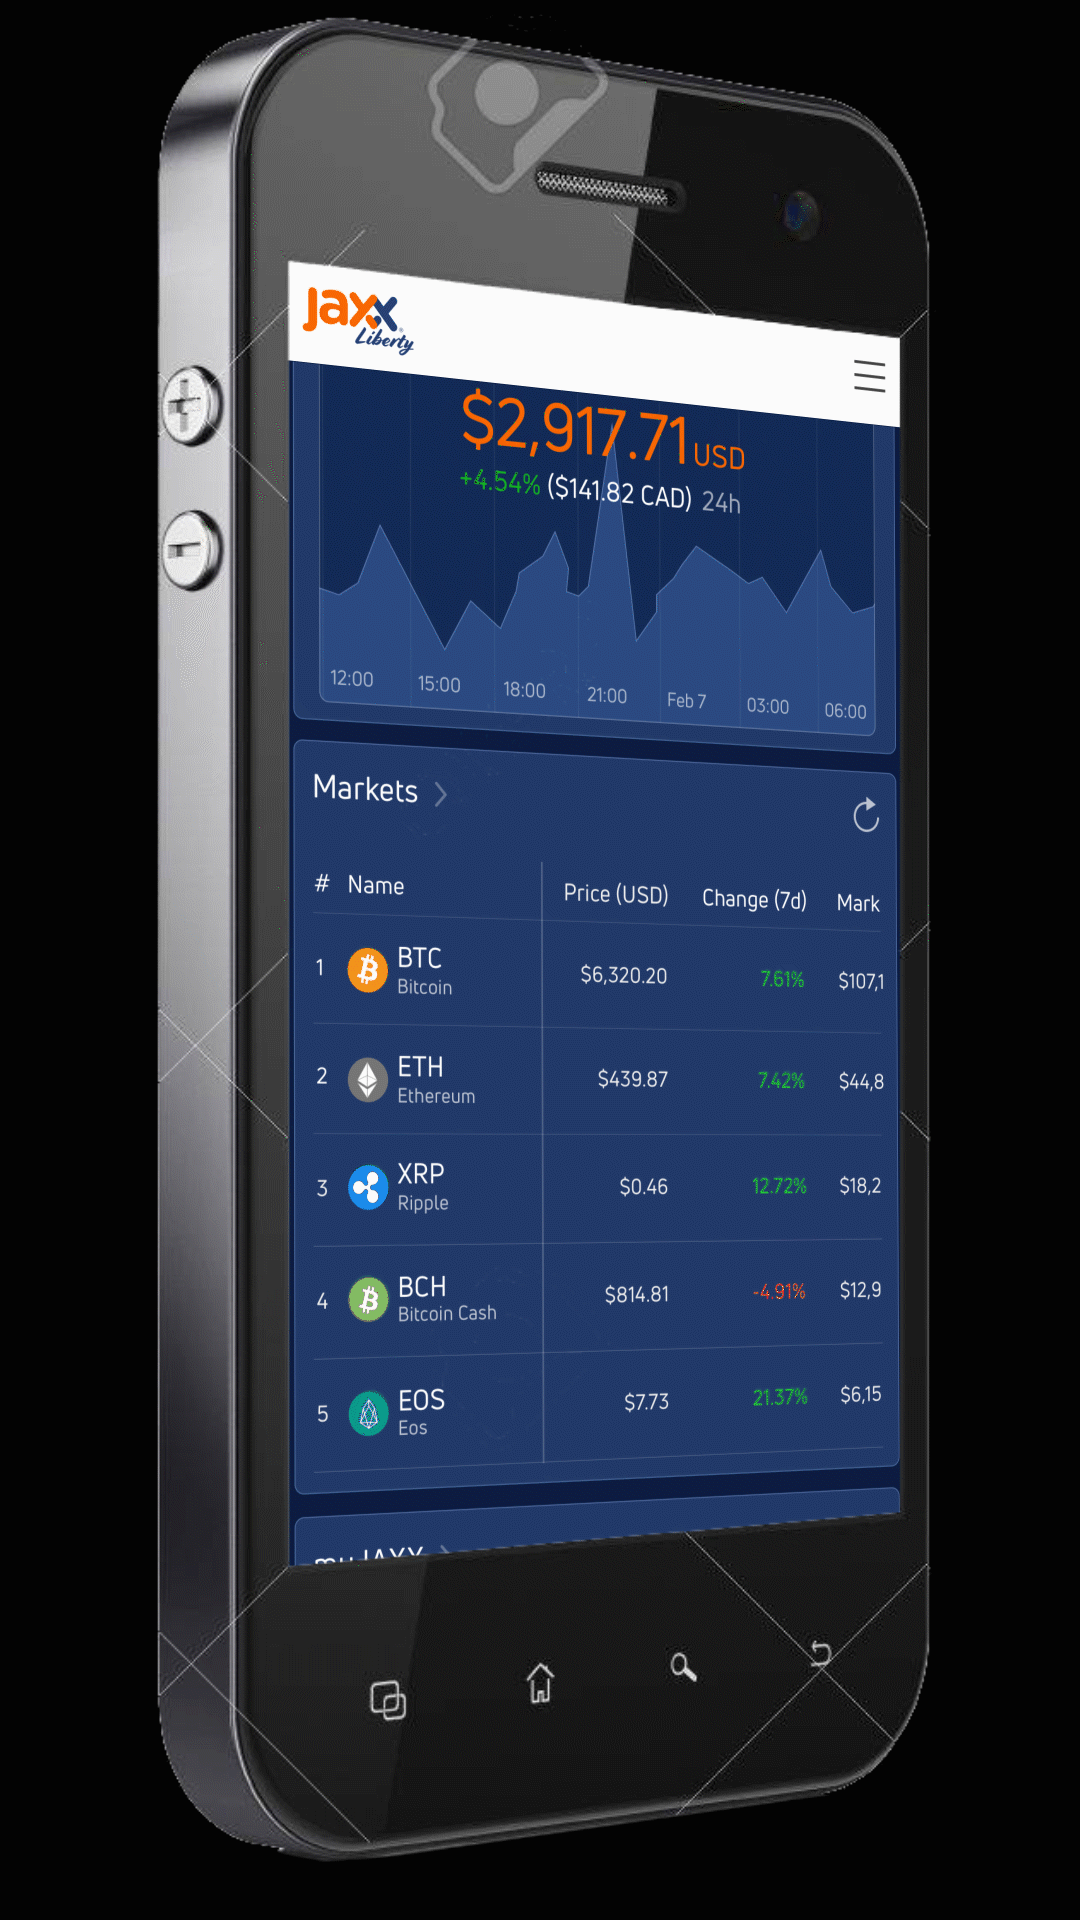 Jaxx
Liberty
$2,917.71 USD
+4.54% ($141.82 CAD) 24h
12:00 15:00 18:00 21:00 Feb 7 03:00 06:00
Markets
# Name Price (USD) Change (7d) Mark
1 BTC $6,320.20 7.61% $107,1
Bitcoin
2 ETH $439.87 7.42% $44,8
Ethereum
3 XRP $0.46 12.72% $18,2
Ripple
4 BCH $814.81 -4.91% $12,9
Bitcoin Cash
5 EOS $7.73 21.37% $6,15
Eos
myJAXX